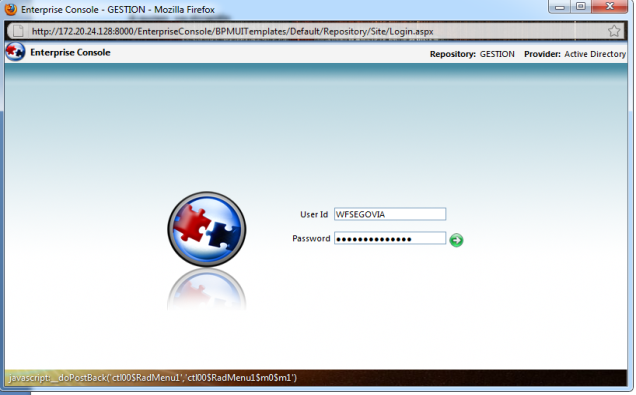 Enterprise Console - GESTION - Mozilla Firefox
http://172.20.24.128:8000/EnterpriseConsole/BPMUITemplates/Default/Repository/Site/Login.aspx
Enterprise Console Repository: GESTION Provider: Active Directory
User Id WFSEGOVIA
Password ••••••••••••••
javascript:__doPostBack('ctl00$RadMenu1','ctl00$RadMenu1$m0$m1')